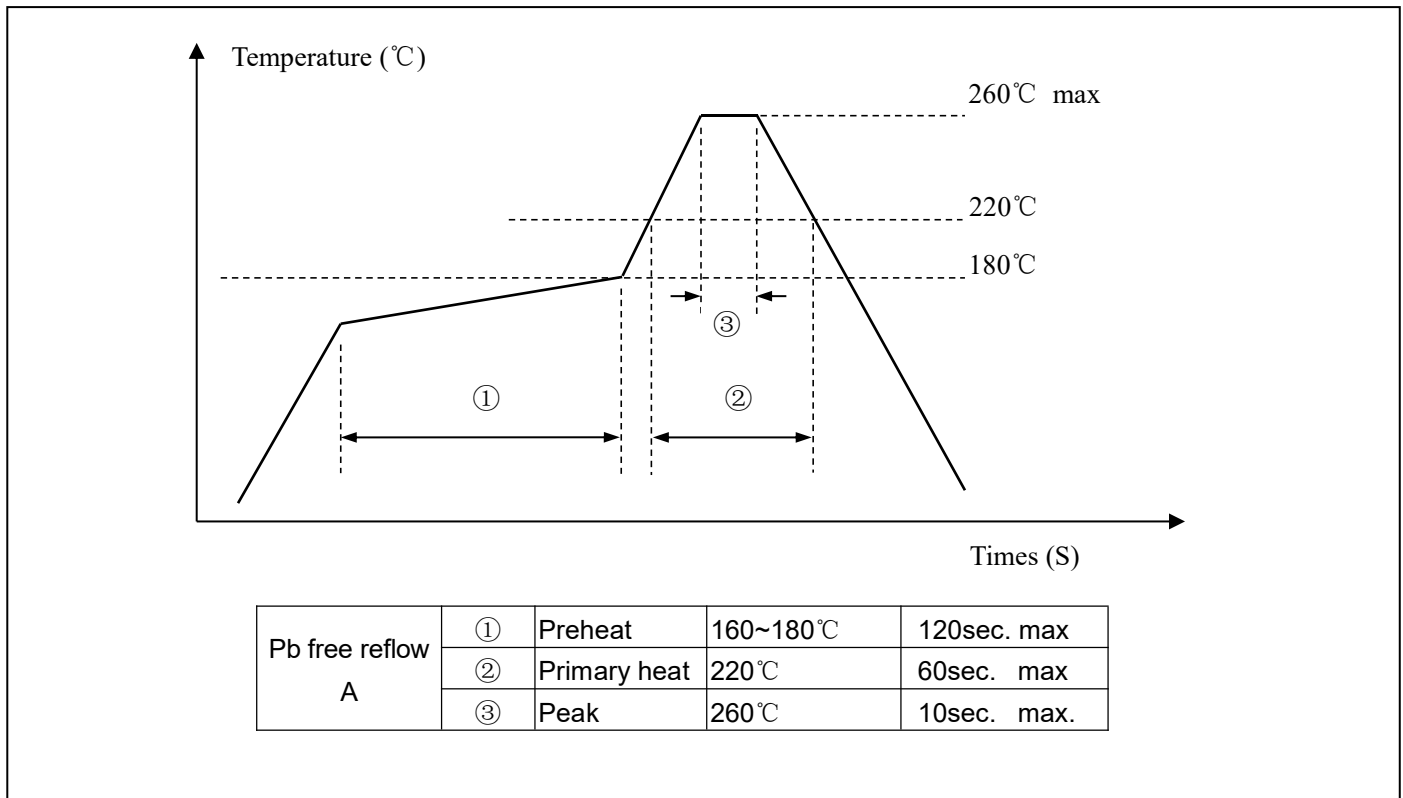 Temperature (℃)
260℃ max
220℃
180℃
③
①
②
Times (S)
Pb free reflow
A
① Preheat 160~180℃ 120sec. max
② Primary heat 220℃ 60sec. max
③ Peak 260℃ 10sec. max.